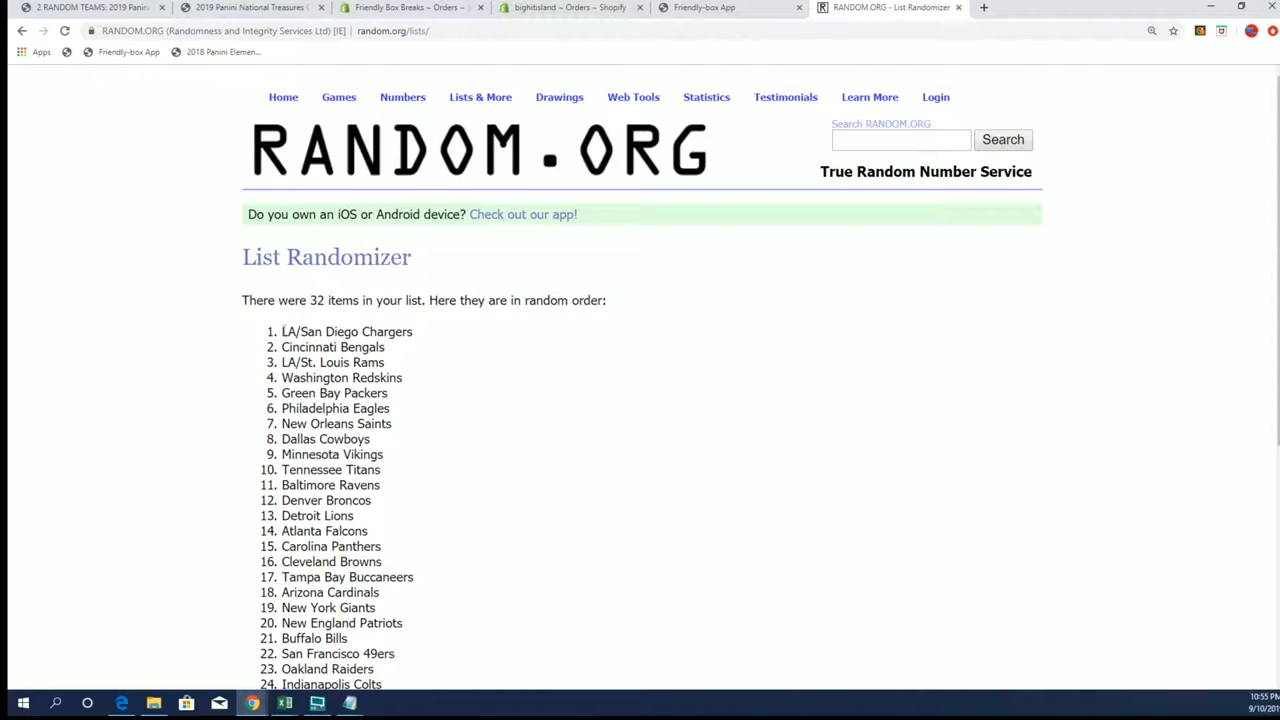 2 RANDOM TEAMS: 2019 Panini
2019 Panini National Treasures
Friendly Box Breaks ~ Orders ~ S
bighitisland ~ Orders ~ Shopify
Friendly-box App
RANDOM.ORG - List Randomizer
RANDOM.ORG (Randomness and Integrity Services Ltd) [IE] | random.org/lists/
Apps
Friendly-box App
2018 Panini Elemen...
Home Games Numbers Lists & More Drawings Web Tools Statistics Testimonials Learn More Login
RANDOM.ORG
Search RANDOM.ORG
Search
True Random Number Service
Do you own an iOS or Android device? Check out our app!
List Randomizer
There were 32 items in your list. Here they are in random order:
1. LA/San Diego Chargers
2. Cincinnati Bengals
3. LA/St. Louis Rams
4. Washington Redskins
5. Green Bay Packers
6. Philadelphia Eagles
7. New Orleans Saints
8. Dallas Cowboys
9. Minnesota Vikings
10. Tennessee Titans
11. Baltimore Ravens
12. Denver Broncos
13. Detroit Lions
14. Atlanta Falcons
15. Carolina Panthers
16. Cleveland Browns
17. Tampa Bay Buccaneers
18. Arizona Cardinals
19. New York Giants
20. New England Patriots
21. Buffalo Bills
22. San Francisco 49ers
23. Oakland Raiders
24. Indianapolis Colts
10:55 PM
9/10/201